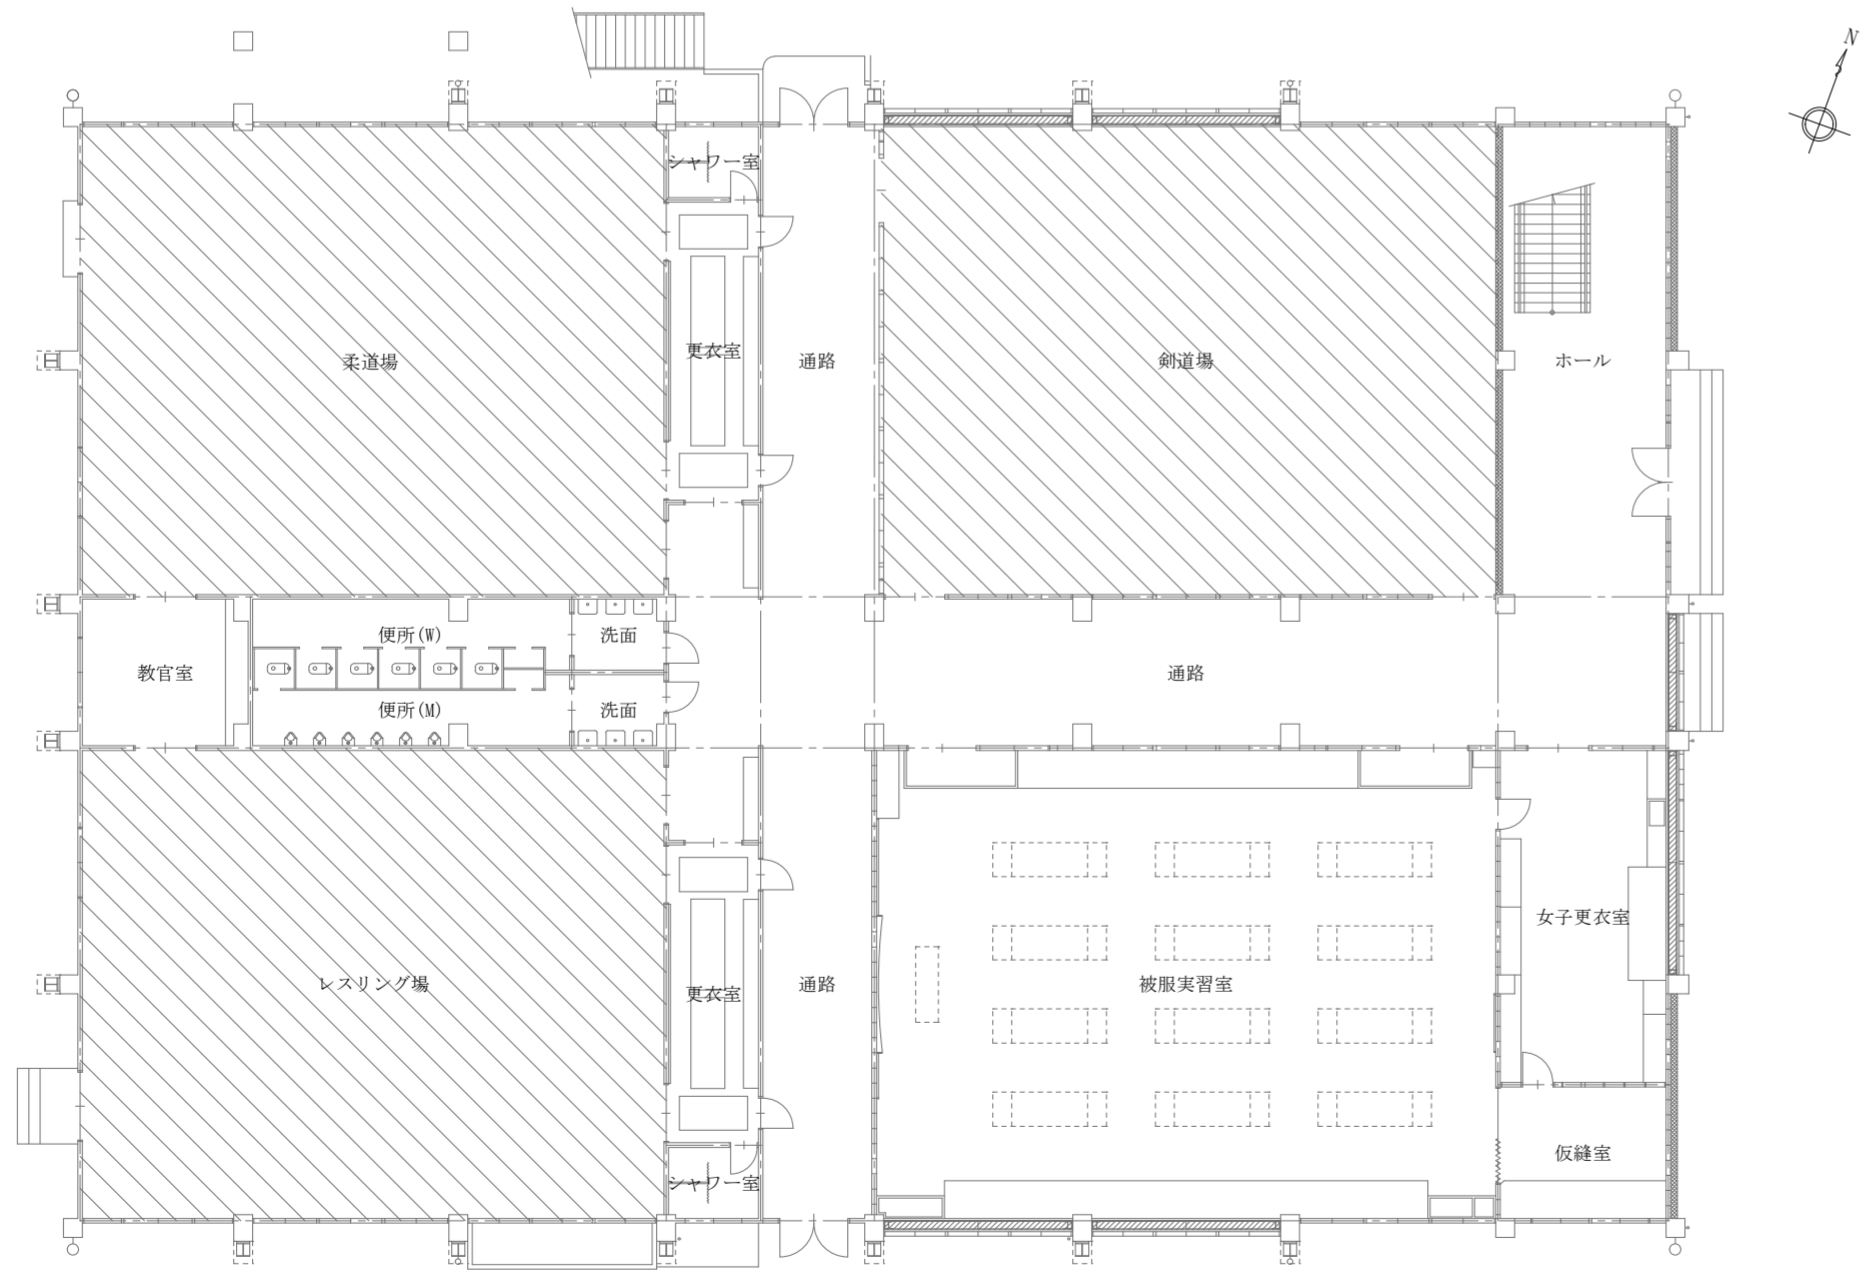 N
シャワー室
柔道場
更衣室
通路
剣道場
ホール
便所(W)
洗面
教官室
通路
便所(M)
洗面
女子更衣室
レスリング場
更衣室
通路
被服実習室
仮縫室
シャワー室